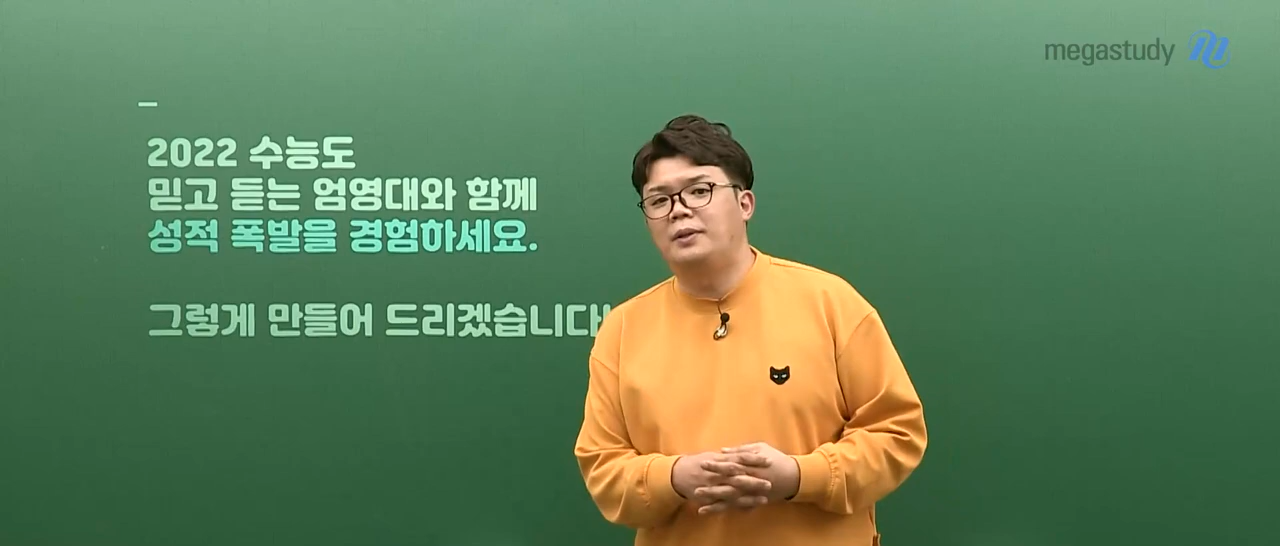 megastudy
2022 수능도
믿고 듣는 엄영대와 함께
성적 폭발을 경험하세요.
그렇게 만들어 드리겠습니다!